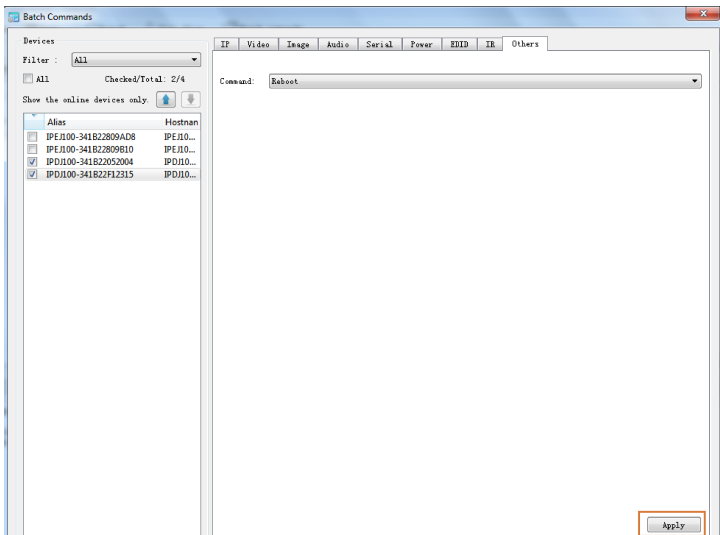 Batch Commands
Devices
Filter : All
All Checked/Total: 2/4
Show the online devices only.
Alias Hostnan
IPEJ100-341B22809AD8 IPEJ10...
IPEJ100-341B22809B10 IPEJ10...
IPDJ100-341B22052004 IPDJ10...
IPDJ100-341B22F12315 IPDJ10...
IP Video Image Audio Serial Power EDID IR Others
Command: Reboot
Apply